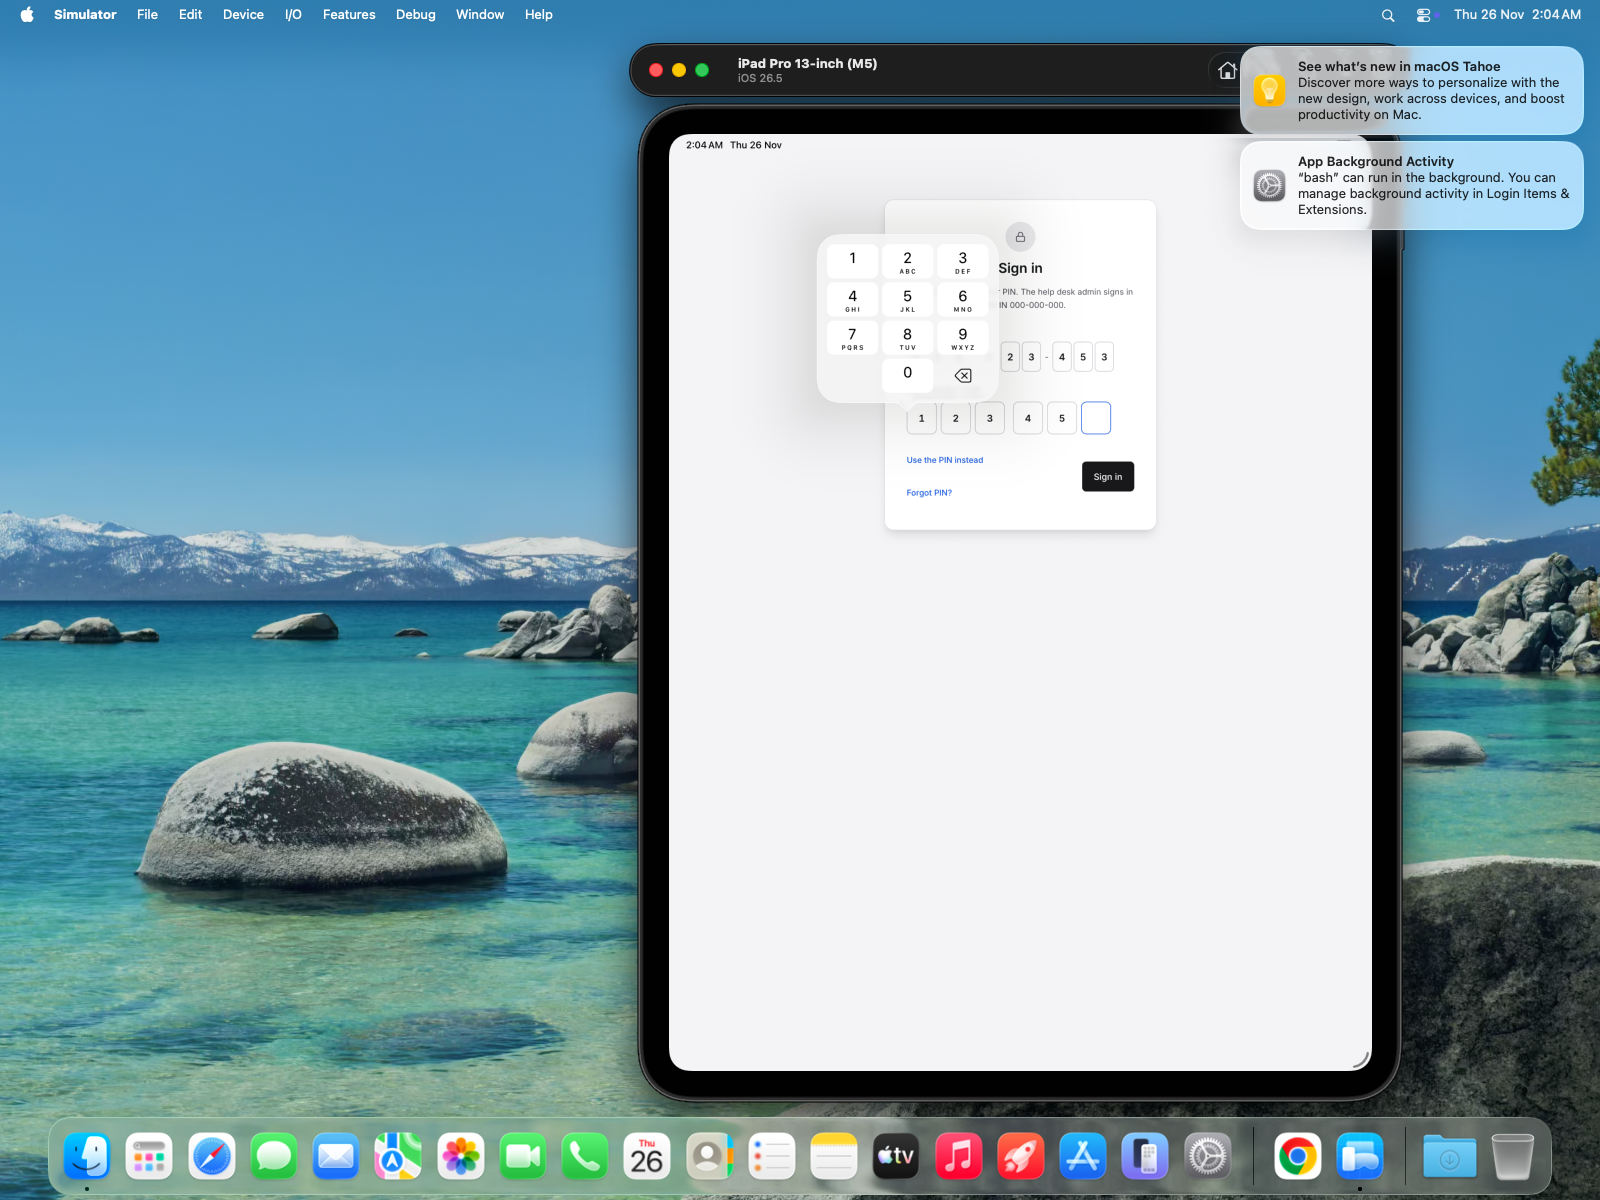 Simulator File Edit Device I/O Features Debug Window Help
Thu 26 Nov 2:04 AM
iPad Pro 13-inch (M5)
iOS 26.5
See what's new in macOS Tahoe
Discover more ways to personalize with the
new design, work across devices, and boost
productivity on Mac.
App Background Activity
“bash” can run in the background. You can
manage background activity in Login Items &
Extensions.
2:04 AM Thu 26 Nov
Sign in
PIN. The help desk admin signs in
000-000-000.
1 2 3
ABC DEF
4 5 6
GHI JKL MNO
7 8 9
PQRS TUV WXYZ
0
2 3 - 4 5 3
1 2 3 4 5
Use the PIN instead
Sign in
Forgot PIN?
Thu
26
tv